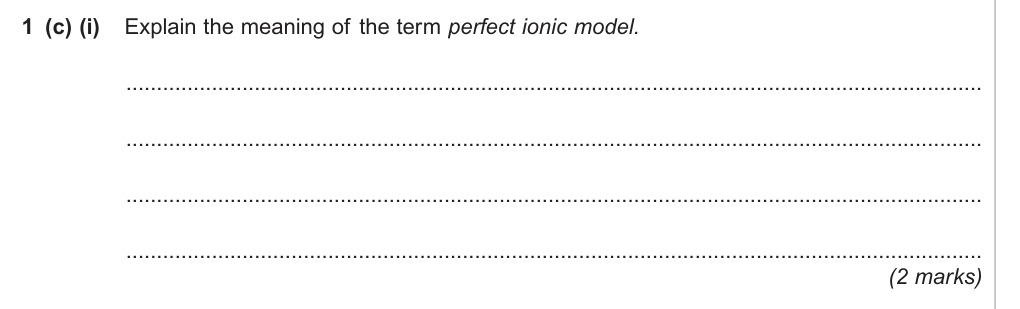 1 (c) (i) Explain the meaning of the term perfect ionic model.
(2 marks)